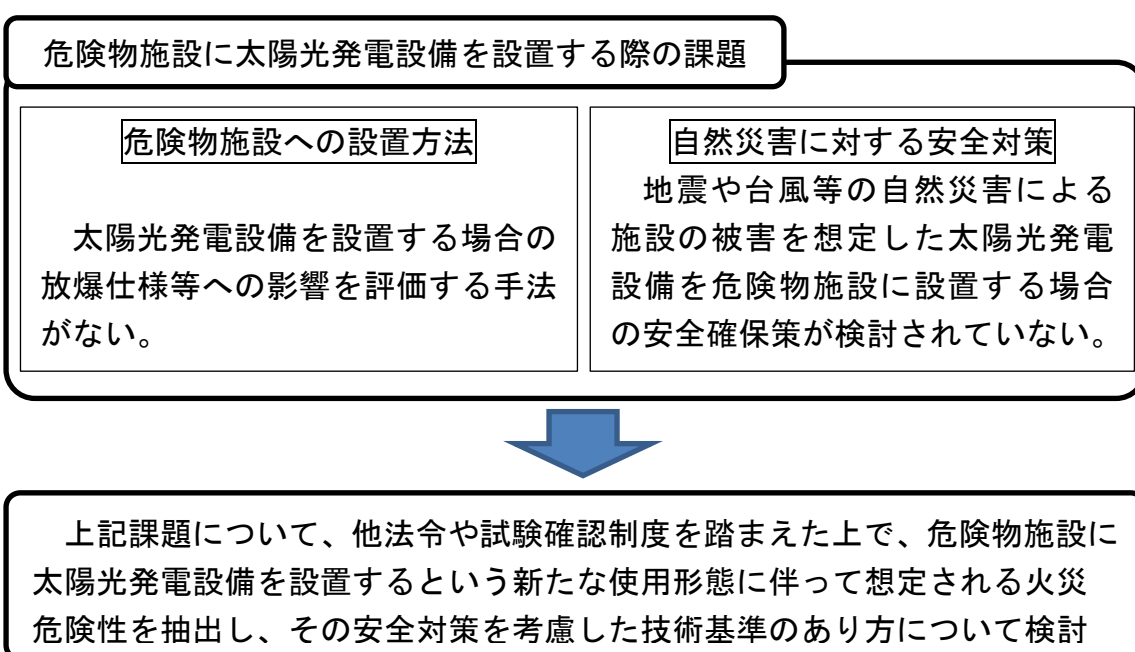 危険物施設に太陽光発電設備を設置する際の課題
危険物施設への設置方法
太陽光発電設備を設置する場合の
放爆仕様等への影響を評価する手法
がない。
自然災害に対する安全対策
地震や台風等の自然災害による
施設の被害を想定した太陽光発電
設備を危険物施設に設置する場合
の安全確保策が検討されていない。
上記課題について、他法令や試験確認制度を踏まえた上で、危険物施設に
太陽光発電設備を設置するという新たな使用形態に伴って想定される火災
危険性を抽出し、その安全対策を考慮した技術基準のあり方について検討